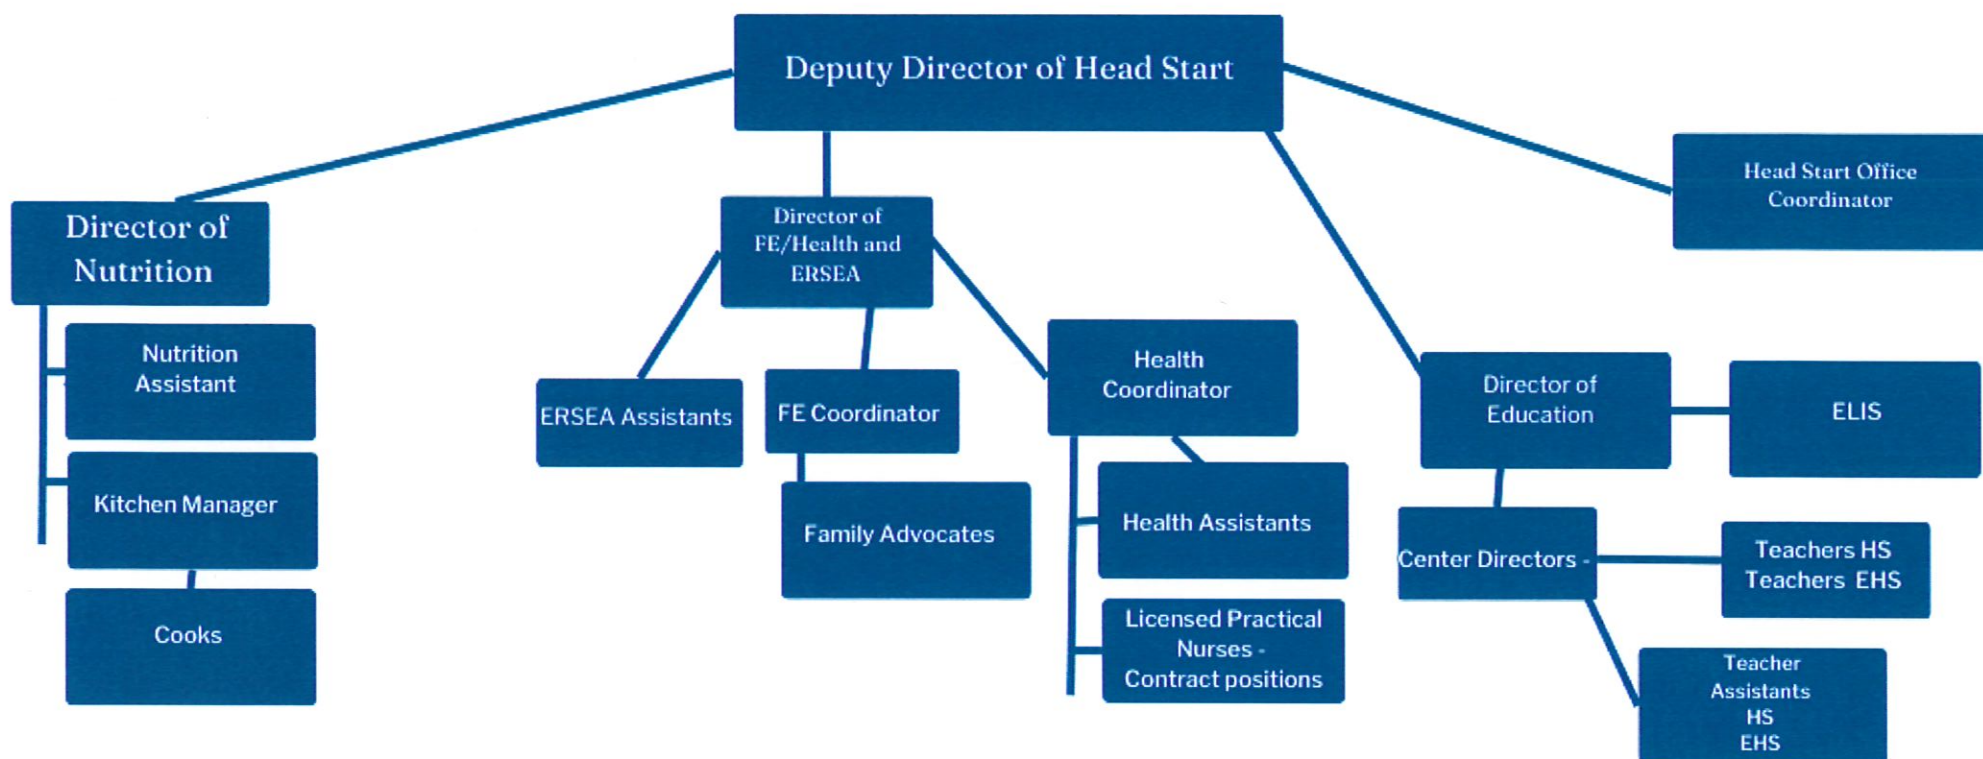 Deputy Director of Head Start
Head Start Office
Coordinator
Director of
Nutrition
Director of
FE/Health and
ERSEA
Nutrition
Assistant
Kitchen Manager
Cooks
ERSEA Assistants
FE Coordinator
Family Advocates
Health
Coordinator
Health Assistants
Licensed Practical
Nurses -
Contract positions
Director of
Education
ELIS
Center Directors -
Teachers HS
Teachers EHS
Teacher
Assistants
HS
EHS